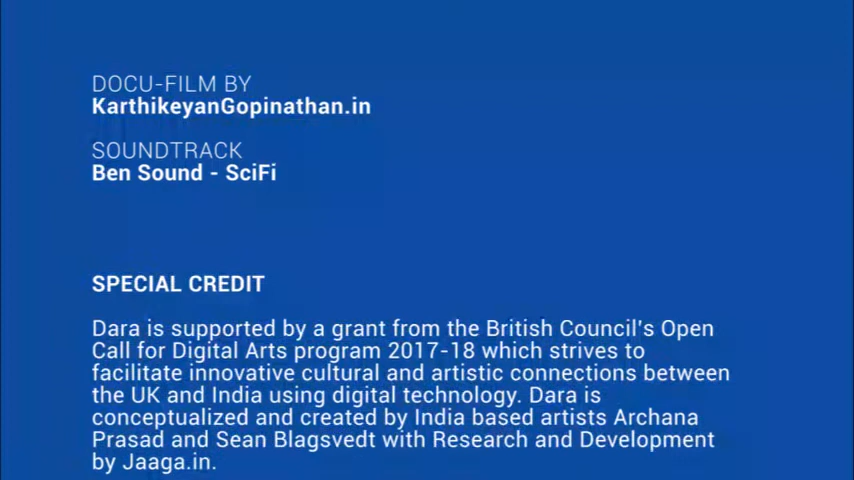 DOCU-FILM BY
KarthikeyanGopinathan.in
SOUNDTRACK
Ben Sound - SciFi
SPECIAL CREDIT
Dara is supported by a grant from the British Council's Open
Call for Digital Arts program 2017-18 which strives to
facilitate innovative cultural and artistic connections between
the UK and India using digital technology. Dara is
conceptualized and created by India based artists Archana
Prasad and Sean Blagsvedt with Research and Development
by Jaaga.in.